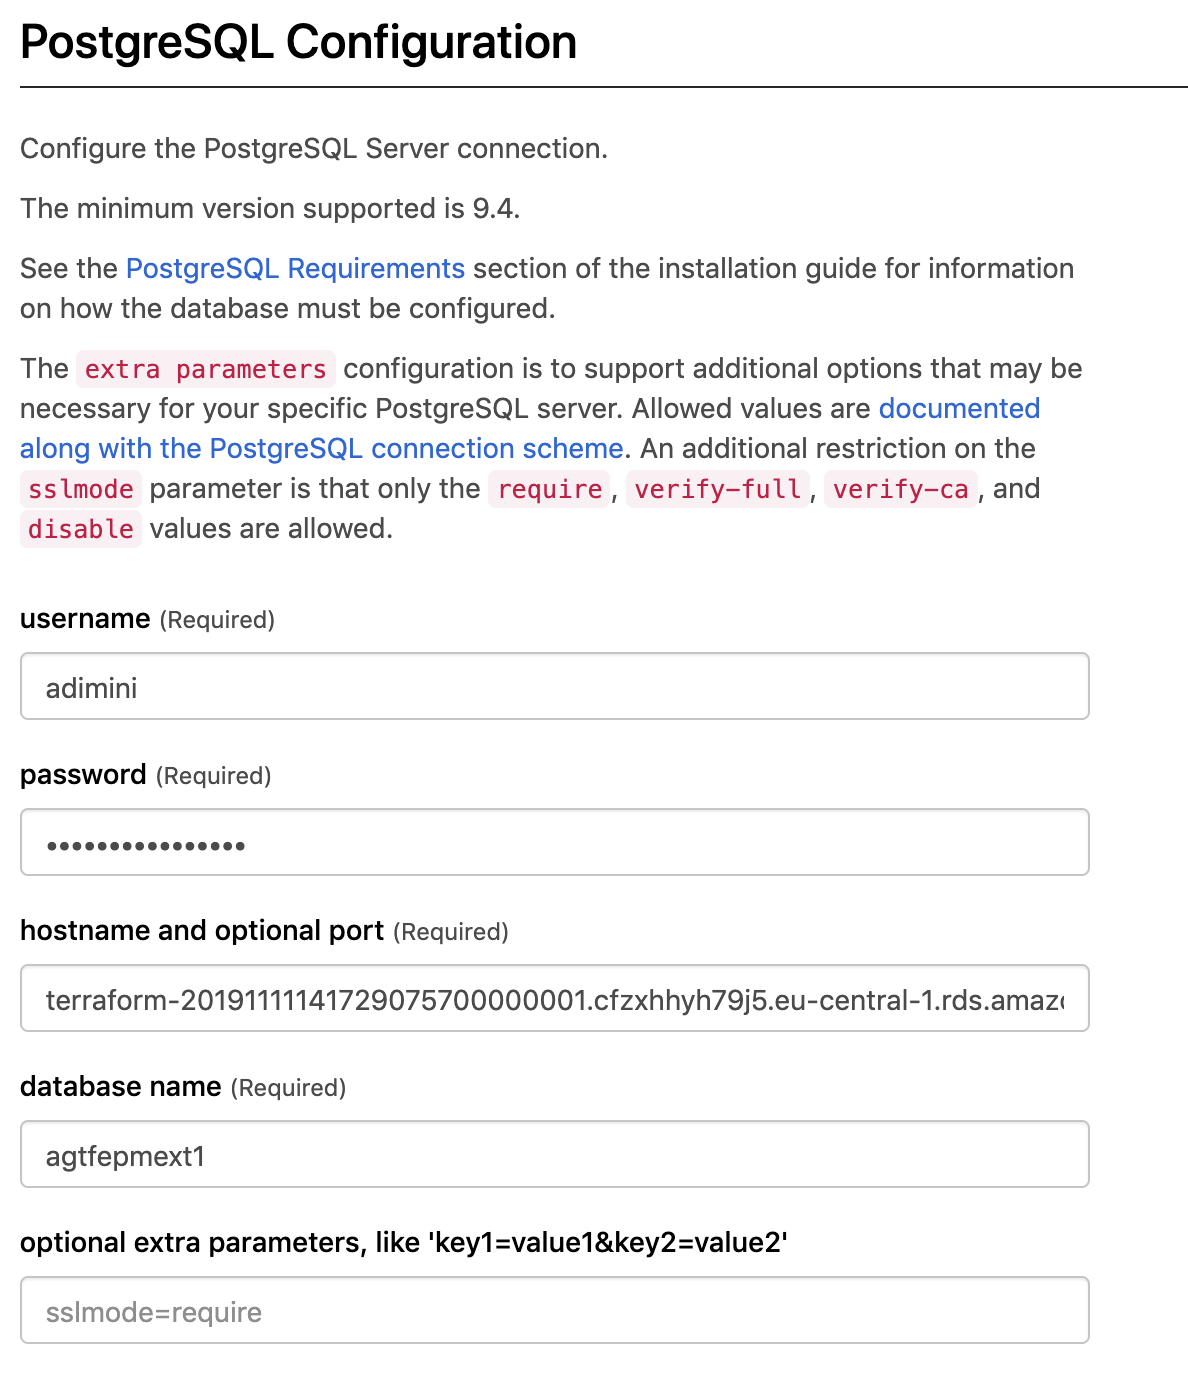 PostgreSQL Configuration
Configure the PostgreSQL Server connection.
The minimum version supported is 9.4.
See the PostgreSQL Requirements section of the installation guide for information
on how the database must be configured.
The extra parameters configuration is to support additional options that may be
necessary for your specific PostgreSQL server. Allowed values are documented
along with the PostgreSQL connection scheme. An additional restriction on the
sslmode parameter is that only the require, verify-full, verify-ca, and
disable values are allowed.
username (Required)
adimini
password (Required)
••••••••••••••••
hostname and optional port (Required)
terraform-20191111141729075700000001.cfzxhhyh79j5.eu-central-1.rds.amaz
database name (Required)
agtfepmext1
optional extra parameters, like 'key1=value1&key2=value2'
sslmode=require